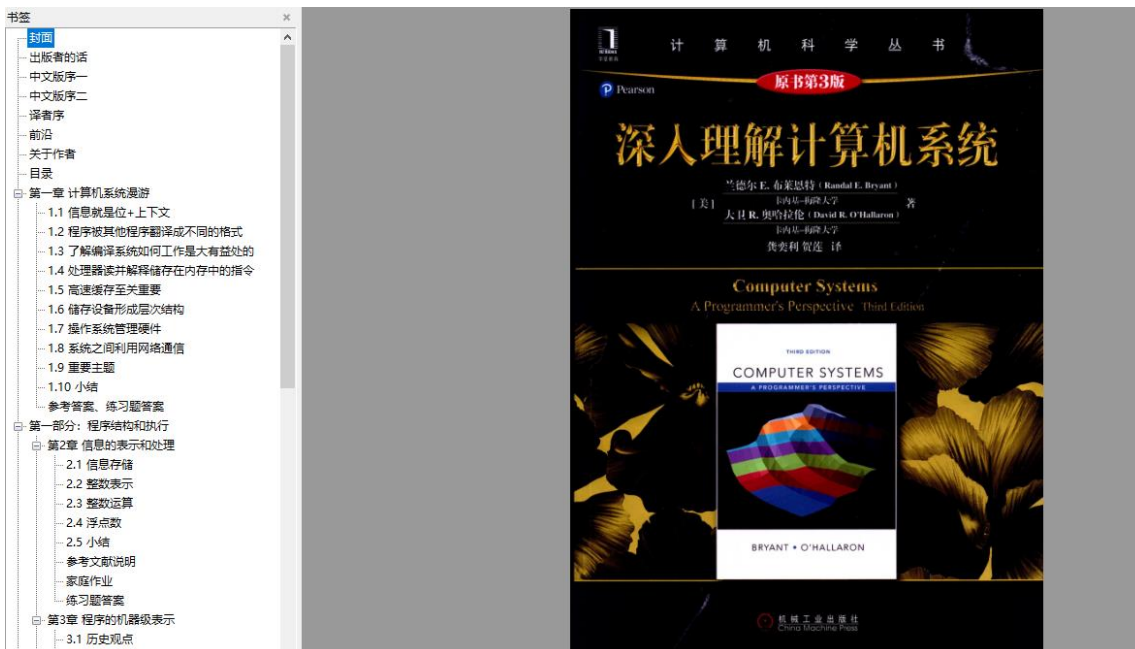 书签
封面
出版者的话
中文版序一
中文版序二
译者序
前沿
关于作者
目录
第一章 计算机系统漫游
1.1 信息就是位+上下文
1.2 程序被其他程序翻译成不同的格式
1.3 了解编译系统如何工作是大有益处的
1.4 处理器读并解释储存在内存中的指令
1.5 高速缓存至关重要
1.6 储存设备形成层次结构
1.7 操作系统管理硬件
1.8 系统之间利用网络通信
1.9 重要主题
1.10 小结
参考答案、练习题答案
第一部分：程序结构和执行
第2章 信息的表示和处理
2.1 信息存储
2.2 整数表示
2.3 整数运算
2.4 浮点数
2.5 小结
参考文献说明
家庭作业
练习题答案
第3章 程序的机器级表示
3.1 历史观点
计算机科学丛书
原书第3版
Pearson
深入理解计算机系统
兰德尔 E. 布莱恩特（Randal E. Bryant）
卡内基-梅隆大学
[美] 著
大卫 R. 奥哈拉伦（David R. O'Hallaron）
卡内基-梅隆大学
龚奕利 贺莲 译
Computer Systems
A Programmer's Perspective Third Edition
THIRD EDITION
COMPUTER SYSTEMS
A PROGRAMMER'S PERSPECTIVE
BRYANT • O'HALLARON
机械工业出版社
China Machine Press